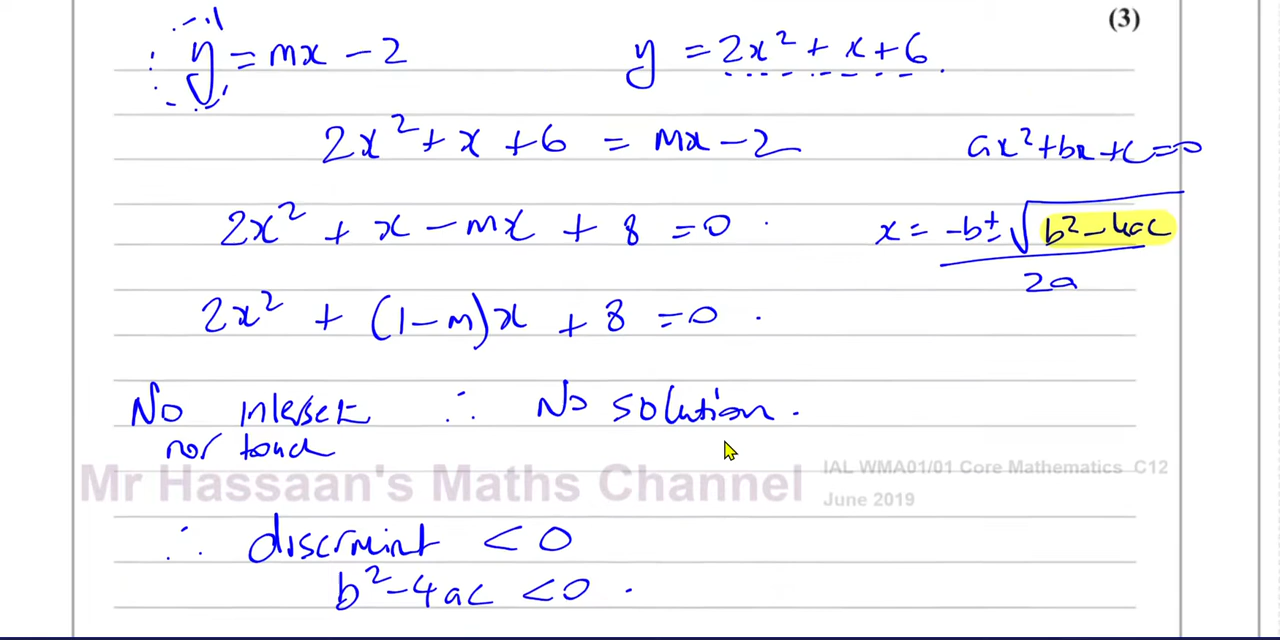 (3)
y = mx - 2 y = 2x² + x + 6.
2x² + x + 6 = mx - 2 ax² + bx + c = 0
2x² + x - mx + 8 = 0 . x = -b ± √b² - 4ac / 2a
2x² + (1 - m)x + 8 = 0 .
No intersect ∴ No solution.
nor touch
Mr Hassaan's Maths Channel
IAL WMA01/01 Core Mathematics C12
June 2019
∴ discrmint < 0
b² - 4ac < 0 .